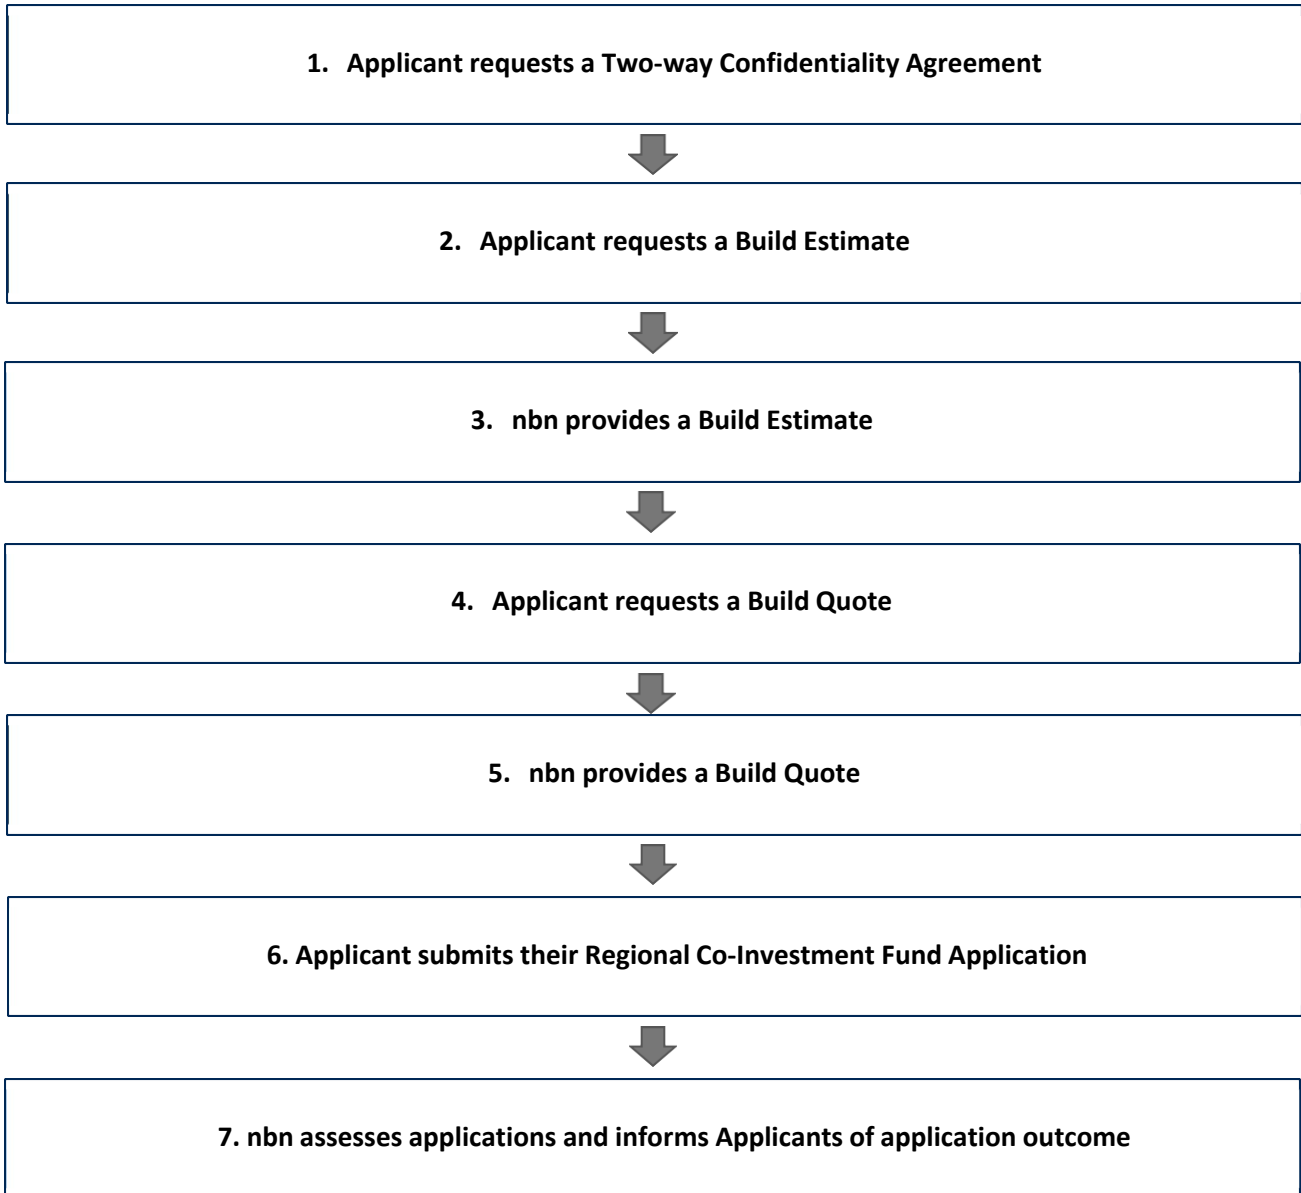 1. Applicant requests a Two-way Confidentiality Agreement
2. Applicant requests a Build Estimate
3. nbn provides a Build Estimate
4. Applicant requests a Build Quote
5. nbn provides a Build Quote
6. Applicant submits their Regional Co-Investment Fund Application
7. nbn assesses applications and informs Applicants of application outcome